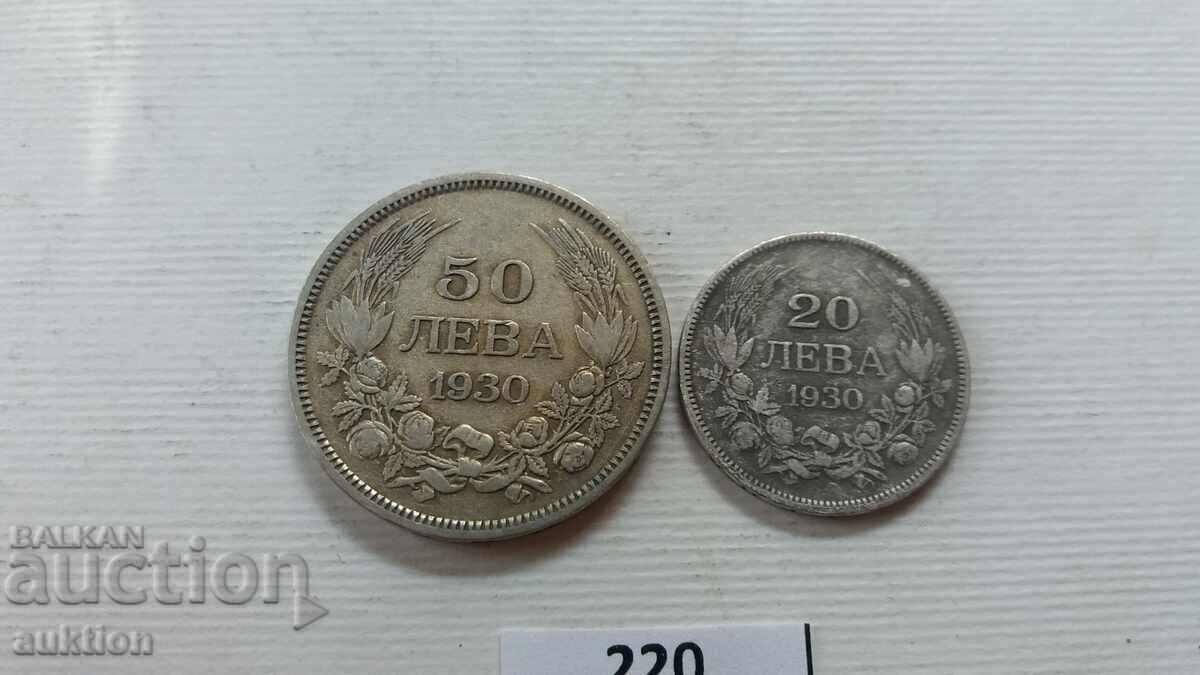 50
ЛЕВА
1930
20
ЛЕВА
1930
BALKAN
auction
auktion
220